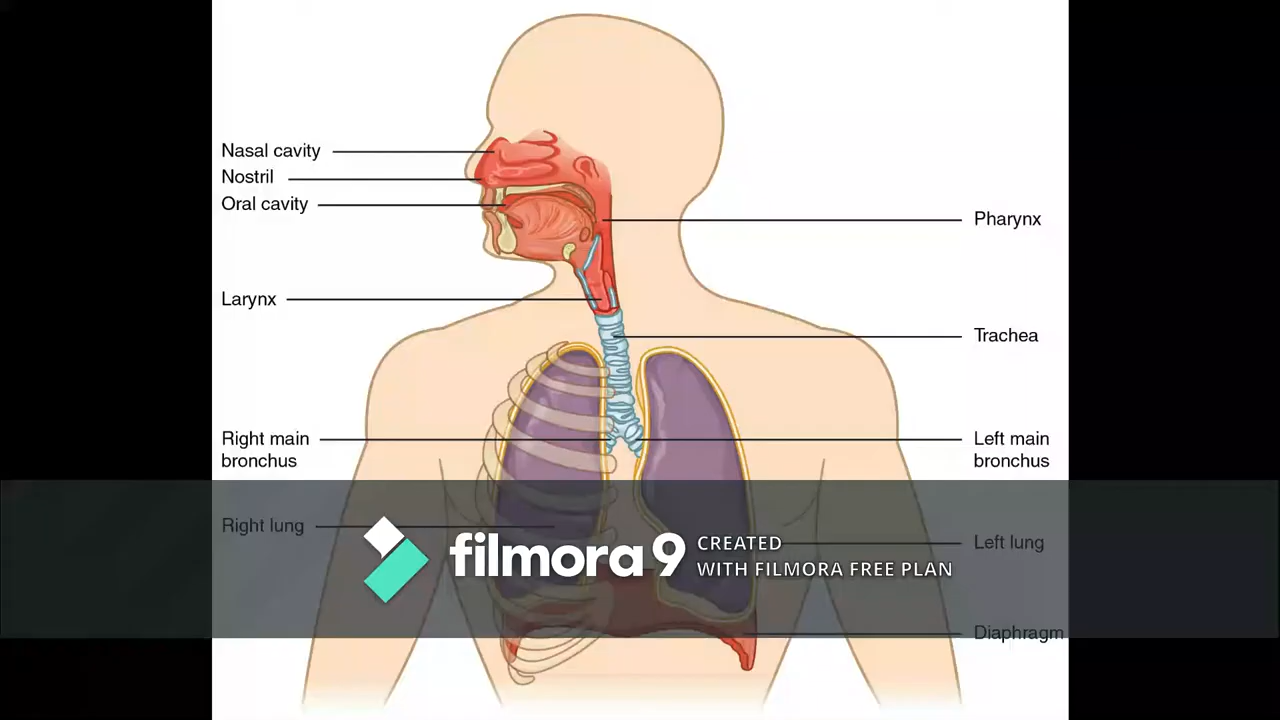 Nasal cavity
Nostril
Oral cavity
Pharynx
Larynx
Trachea
Right main
bronchus
Left main
bronchus
Right lung
filmora9
CREATED
WITH FILMORA FREE PLAN
Left lung
Diaphragm